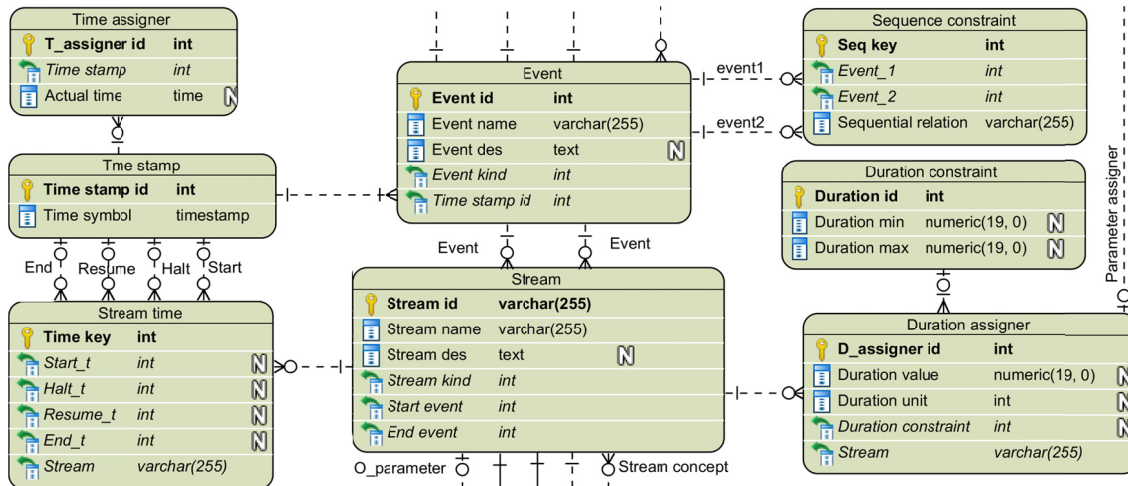 Time assigner
T_assigner id int
Time stamp int
Actual time time N
Time stamp
Time stamp id int
Time symbol timestamp
End
Resume
Halt
Start
Stream time
Time key int
Start_t int N
Halt_t int N
Resume_t int N
End_t int N
Stream varchar(255)
Event
Event id int
Event name varchar(255)
Event des text N
Event kind int
Time stamp id int
event1
event2
Event
Event
Stream
Stream id varchar(255)
Stream name varchar(255)
Stream des text N
Stream kind int
Start event int
End event int
O_parameter
Stream concept
Sequence constraint
Seq key int
Event_1 int
Event_2 int
Sequential relation varchar(255)
Duration constraint
Duration id int
Duration min numeric(19, 0) N
Duration max numeric(19, 0) N
Parameter assigner
Duration assigner
D_assigner id int
Duration value numeric(19, 0) N
Duration unit int N
Duration constraint int N
Stream varchar(255)